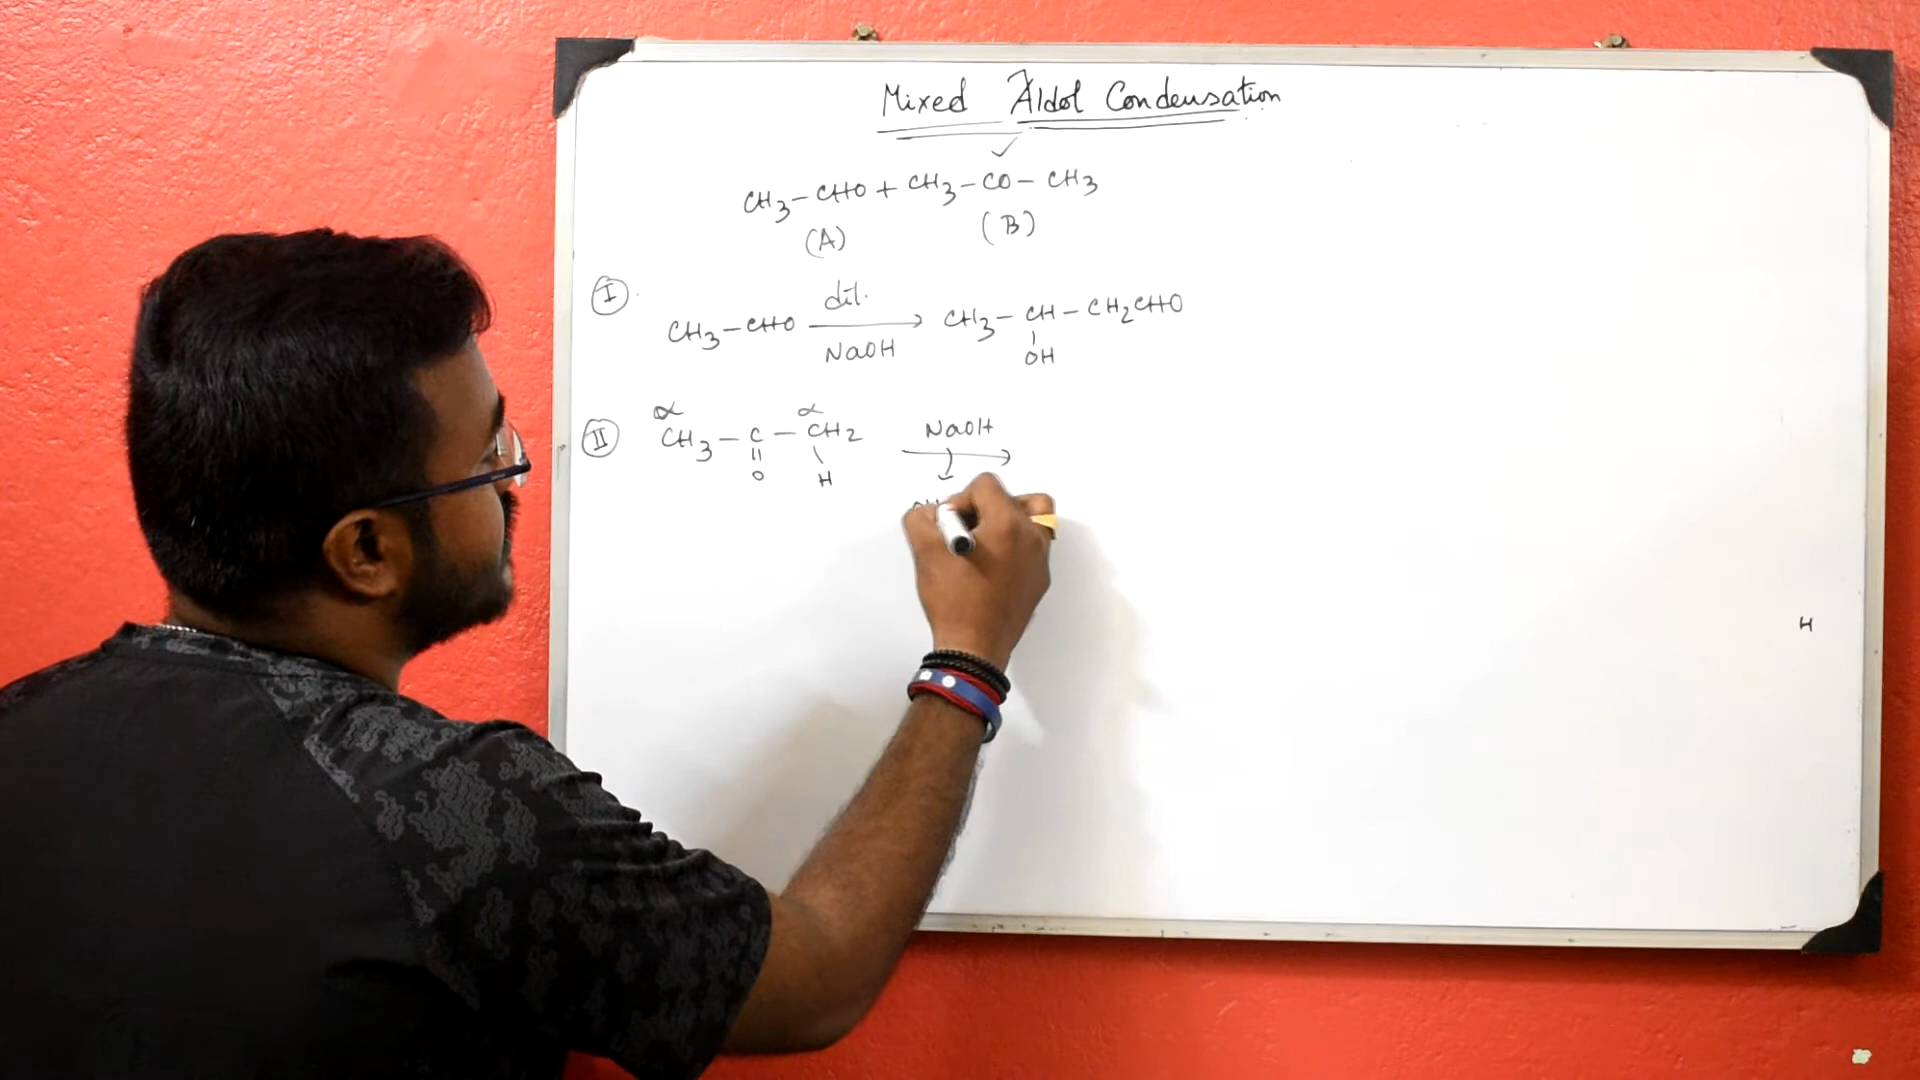 Mixed Aldol Condensation
CH3–CHO + CH3–CO–CH3
(A) (B)
I
dil.
CH3–CHO → CH3–CH–CH2CHO
NaOH
OH
II
α α
CH3–C–CH2 NaOH →
O H
H